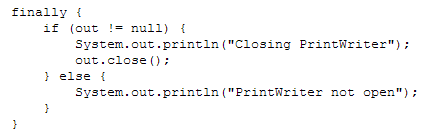 finally {
    if (out != null) {
        System.out.println("Closing PrintWriter");
        out.close();
    } else {
        System.out.println("PrintWriter not open");
    }
}